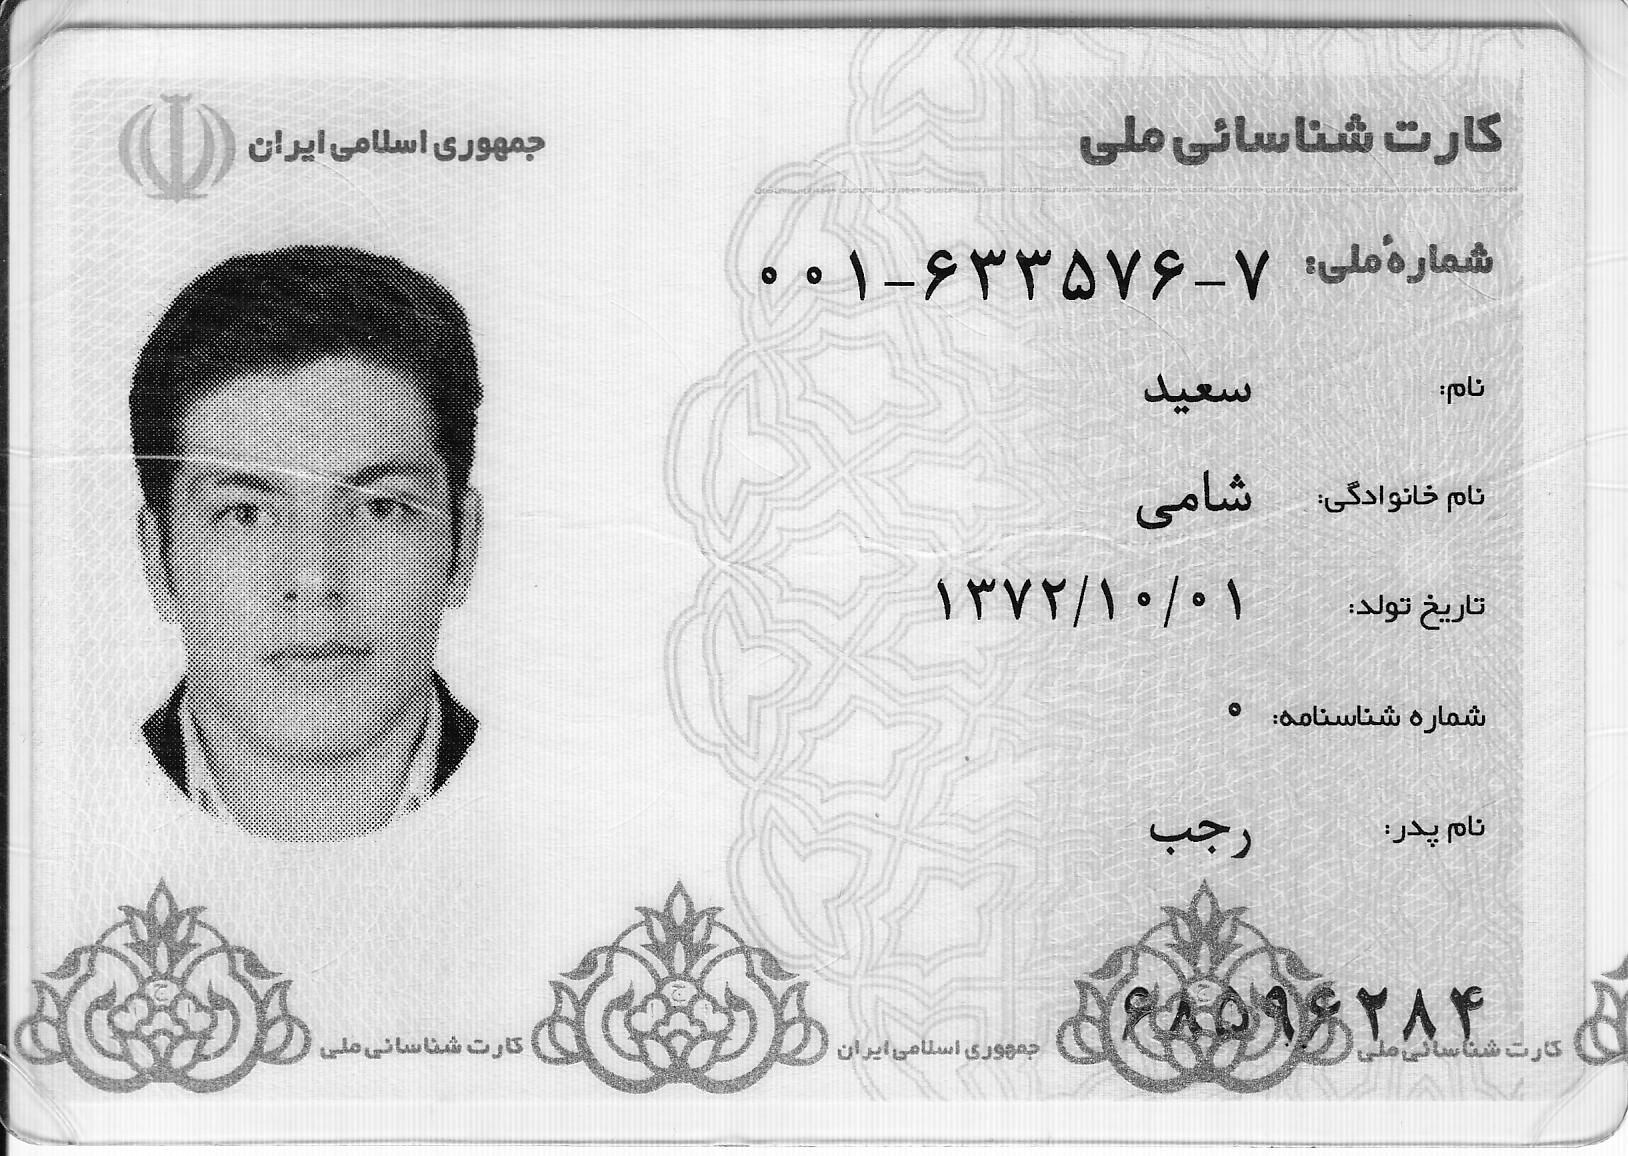 کارت شناسائی ملی
جمهوری اسلامی ایران
شمارهٔ ملی: ۰۰۱-۶۳۳۵۷۶-۷
نام: سعید
نام خانوادگی: شامی
تاریخ تولد: ۱۳۷۲/۱۰/۰۱
شماره شناسنامه: ۰
نام پدر: رجب
۶۸۵۹۶۲۸۴
کارت شناسائی ملی جمهوری اسلامی ایران کارت شناسائی ملی